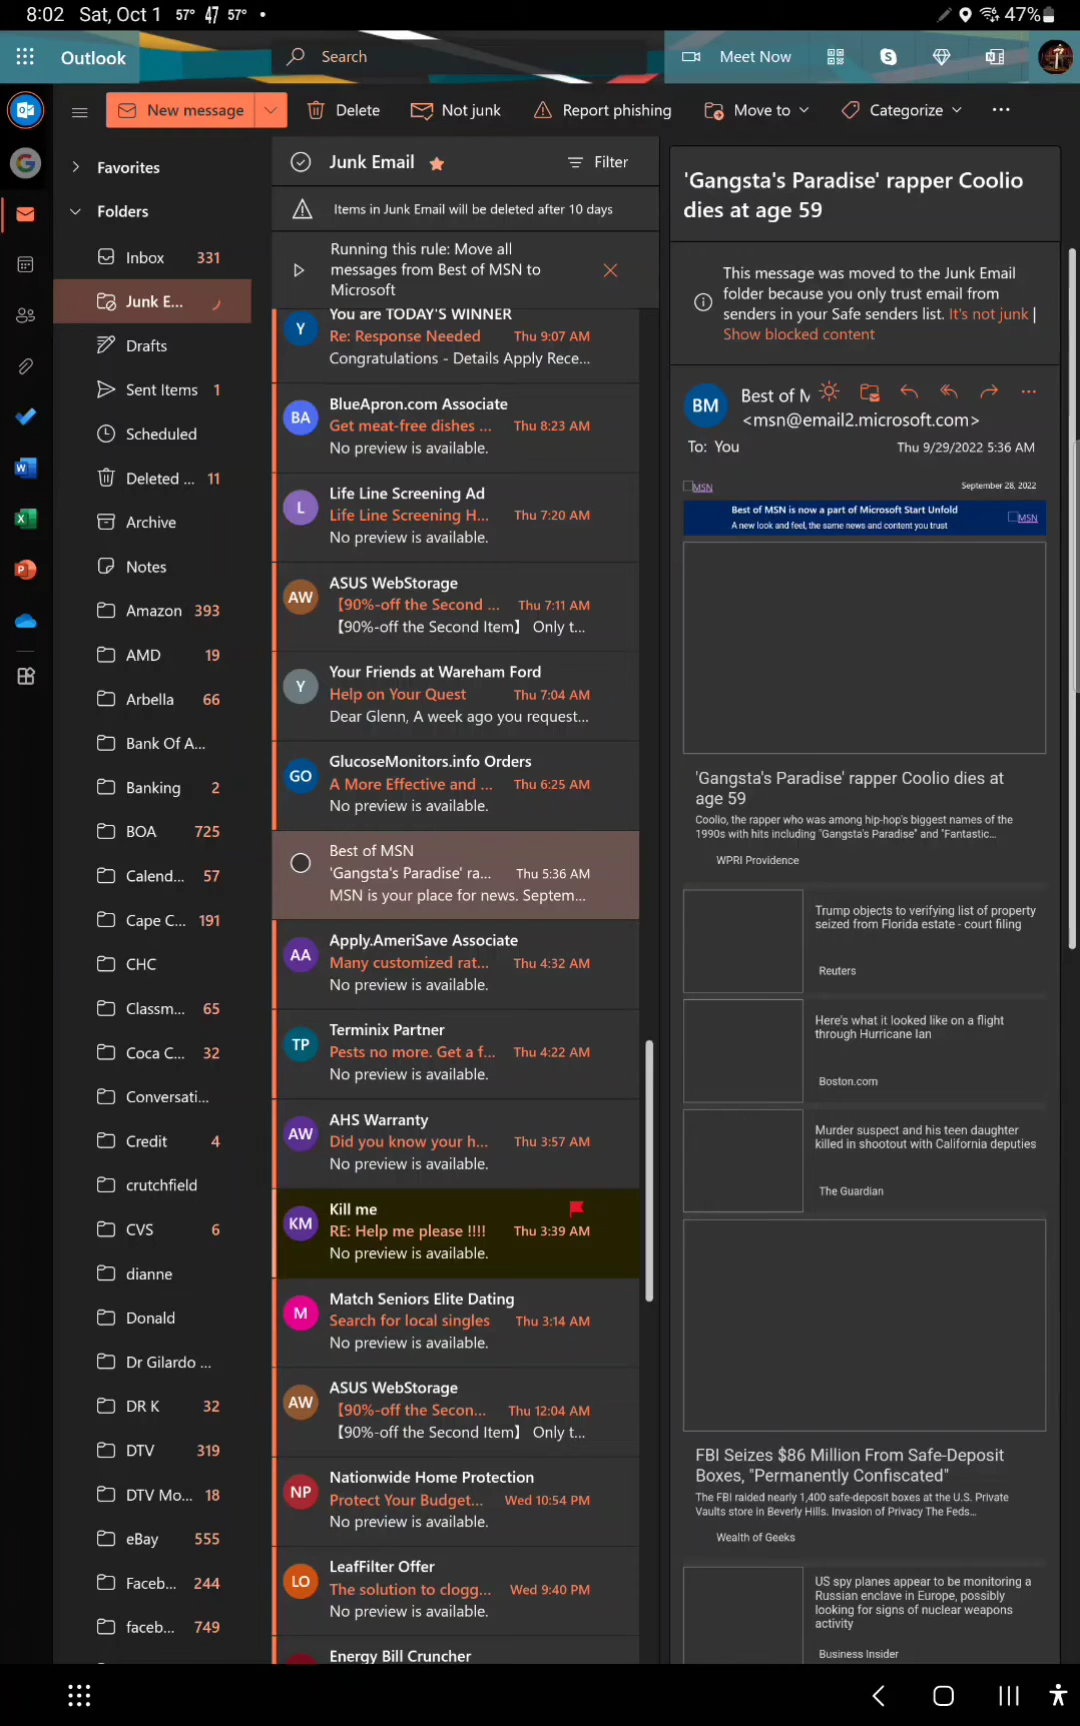 8:02 Sat, Oct 1 57° 47 57° •
47%
Outlook
Search
Meet Now
New message
Delete
Not junk
Report phishing
Move to
Categorize
Favorites
Folders
Inbox 331
Junk E...
Drafts
Sent Items 1
Scheduled
Deleted ... 11
Archive
Notes
Amazon 393
AMD 19
Arbella 66
Bank Of A...
Banking 2
BOA 725
Calend... 57
Cape C... 191
CHC
Classm... 65
Coca C... 32
Conversati...
Credit 4
crutchfield
CVS 6
dianne
Donald
Dr Gilardo ...
DR K 32
DTV 319
DTV Mo... 18
eBay 555
Faceb... 244
faceb... 749
Junk Email
Filter
Items in Junk Email will be deleted after 10 days
Running this rule: Move all
messages from Best of MSN to
Microsoft
Y
You are TODAY'S WINNER
Re: Response Needed Thu 9:07 AM
Congratulations - Details Apply Rece...
BA
BlueApron.com Associate
Get meat-free dishes ... Thu 8:23 AM
No preview is available.
L
Life Line Screening Ad
Life Line Screening H... Thu 7:20 AM
No preview is available.
AW
ASUS WebStorage
【90%-off the Second ... Thu 7:11 AM
【90%-off the Second Item】 Only t...
Y
Your Friends at Wareham Ford
Help on Your Quest Thu 7:04 AM
Dear Glenn, A week ago you request...
GO
GlucoseMonitors.info Orders
A More Effective and ... Thu 6:25 AM
No preview is available.
Best of MSN
'Gangsta's Paradise' ra... Thu 5:36 AM
MSN is your place for news. Septem...
AA
Apply.AmeriSave Associate
Many customized rat... Thu 4:32 AM
No preview is available.
TP
Terminix Partner
Pests no more. Get a f... Thu 4:22 AM
No preview is available.
AW
AHS Warranty
Did you know your h... Thu 3:57 AM
No preview is available.
KM
Kill me
RE: Help me please !!!! Thu 3:39 AM
No preview is available.
M
Match Seniors Elite Dating
Search for local singles Thu 3:14 AM
No preview is available.
AW
ASUS WebStorage
【90%-off the Secon... Thu 12:04 AM
【90%-off the Second Item】 Only t...
NP
Nationwide Home Protection
Protect Your Budget... Wed 10:54 PM
No preview is available.
LO
LeafFilter Offer
The solution to clogg... Wed 9:40 PM
No preview is available.
Energy Bill Cruncher
'Gangsta's Paradise' rapper Coolio
dies at age 59
This message was moved to the Junk Email
folder because you only trust email from
senders in your Safe senders list. It's not junk |
Show blocked content
BM
Best of M
<msn@email2.microsoft.com>
To: You Thu 9/29/2022 5:36 AM
MSN September 28, 2022
Best of MSN is now a part of Microsoft Start Unfold
A new look and feel, the same news and content you trust
MSN
'Gangsta's Paradise' rapper Coolio dies at
age 59
Coolio, the rapper who was among hip-hop's biggest names of the
1990s with hits including "Gangsta's Paradise" and "Fantastic...
WPRI Providence
Trump objects to verifying list of property
seized from Florida estate - court filing
Reuters
Here's what it looked like on a flight
through Hurricane Ian
Boston.com
Murder suspect and his teen daughter
killed in shootout with California deputies
The Guardian
FBI Seizes $86 Million From Safe-Deposit
Boxes, "Permanently Confiscated"
The FBI raided nearly 1,400 safe-deposit boxes at the U.S. Private
Vaults store in Beverly Hills. Invasion of Privacy The Feds...
Wealth of Geeks
US spy planes appear to be monitoring a
Russian enclave in Europe, possibly
looking for signs of nuclear weapons
activity
Business Insider